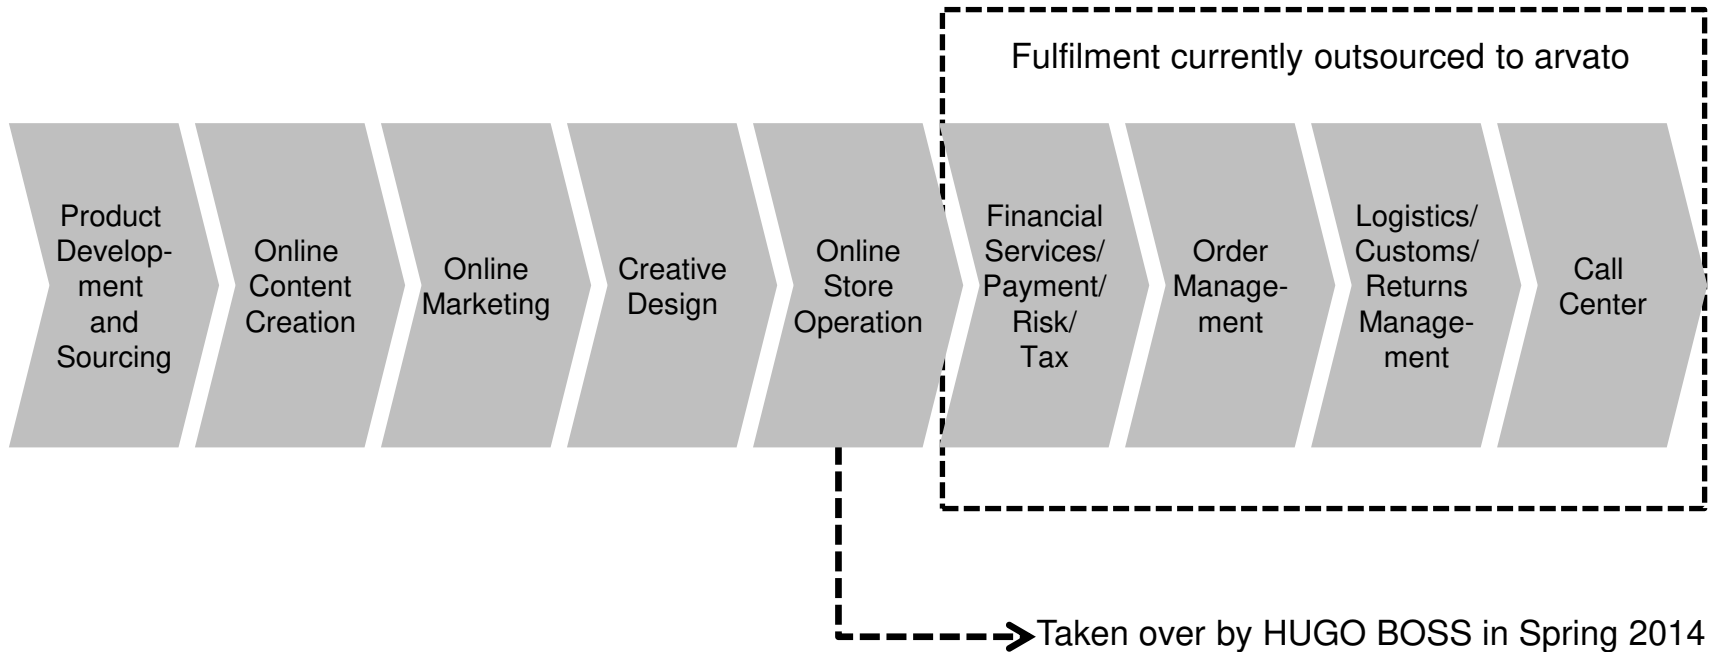 Fulfilment currently outsourced to arvato
Product
Develop-
ment
and
Sourcing
Online
Content
Creation
Online
Marketing
Creative
Design
Online
Store
Operation
Financial
Services/
Payment/
Risk/
Tax
Order
Manage-
ment
Logistics/
Customs/
Returns
Manage-
ment
Call
Center
Taken over by HUGO BOSS in Spring 2014